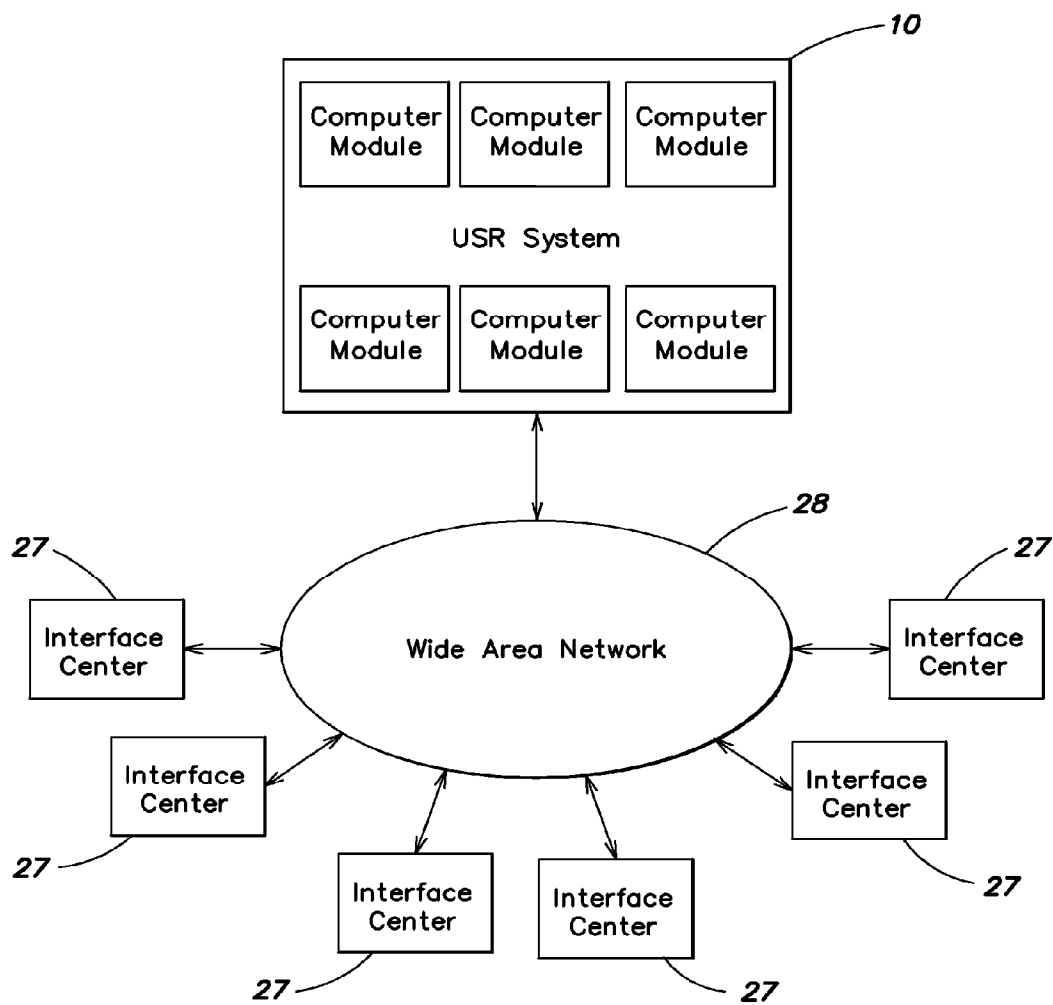 10
Computer Module
Computer Module
Computer Module
USR System
Computer Module
Computer Module
Computer Module
28
27
27
Interface Center
Wide Area Network
Interface Center
Interface Center
Interface Center
27
Interface Center
Interface Center
27
27
27